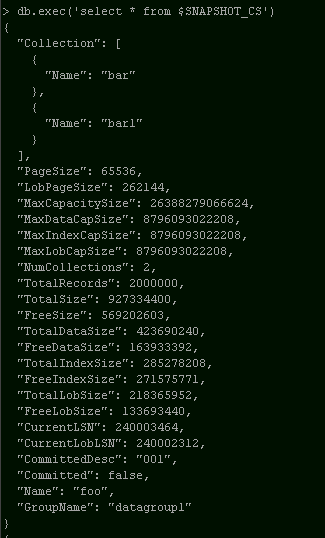 > db.exec('select * from $SNAPSHOT_CS')
{
  "Collection": [
    {
      "Name": "bar"
    },
    {
      "Name": "bar1"
    }
  ],
  "PageSize": 65536,
  "LobPageSize": 262144,
  "MaxCapacitySize": 26388279066624,
  "MaxDataCapSize": 8796093022208,
  "MaxIndexCapSize": 8796093022208,
  "MaxLobCapSize": 8796093022208,
  "NumCollections": 2,
  "TotalRecords": 2000000,
  "TotalSize": 927334400,
  "FreeSize": 569202603,
  "TotalDataSize": 423690240,
  "FreeDataSize": 163933392,
  "TotalIndexSize": 285278208,
  "FreeIndexSize": 271575771,
  "TotalLobSize": 218365952,
  "FreeLobSize": 133693440,
  "CurrentLSN": 240003464,
  "CurrentLobLSN": 240002312,
  "CommittedDesc": "001",
  "Committed": false,
  "Name": "foo",
  "GroupName": "datagroup1"
}
{